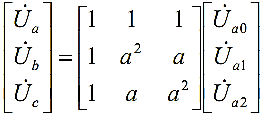 U̇a 1 1 1 U̇a0
U̇b = 1 a² a U̇a1
U̇c 1 a a² U̇a2